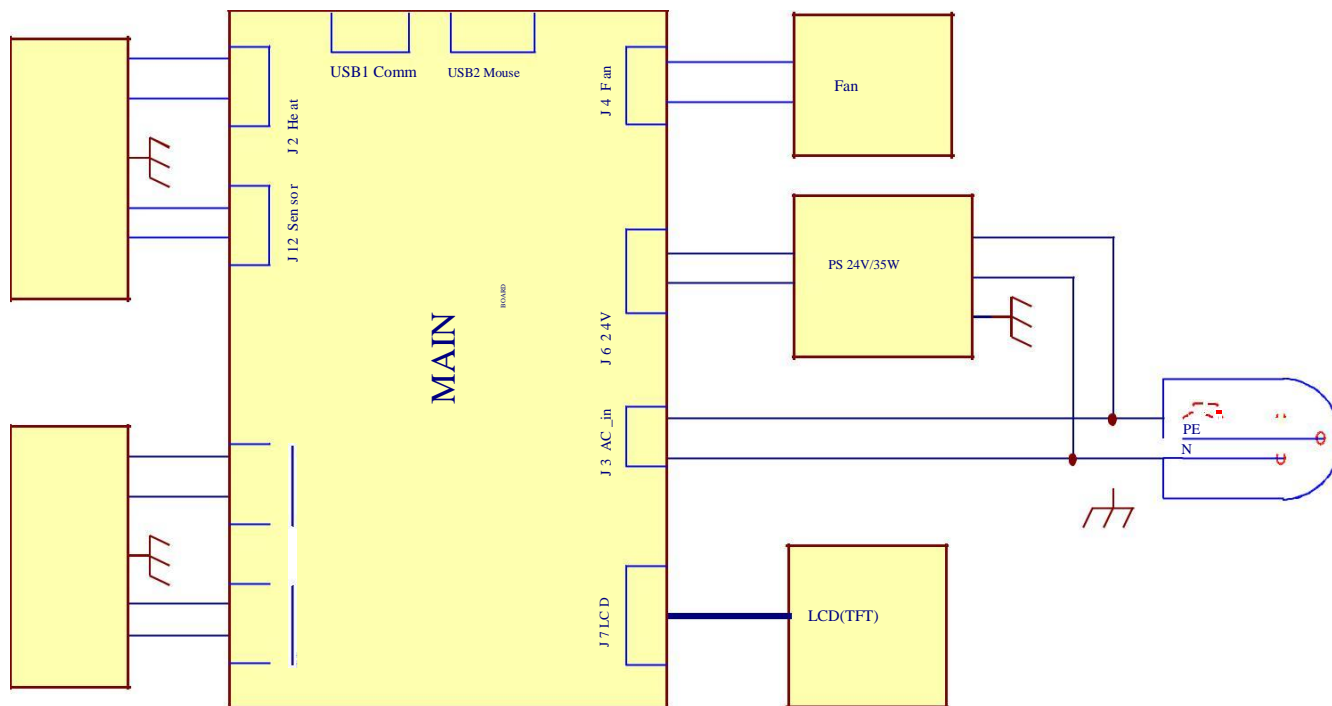 USB1 Comm
USB2 Mouse
J2 Heat
J12 Sensor
J4 Fan
Fan
MAIN
BOARD
J6 24V
PS 24V/35W
J3 AC_in
PE
N
J7 LCD
LCD(TFT)